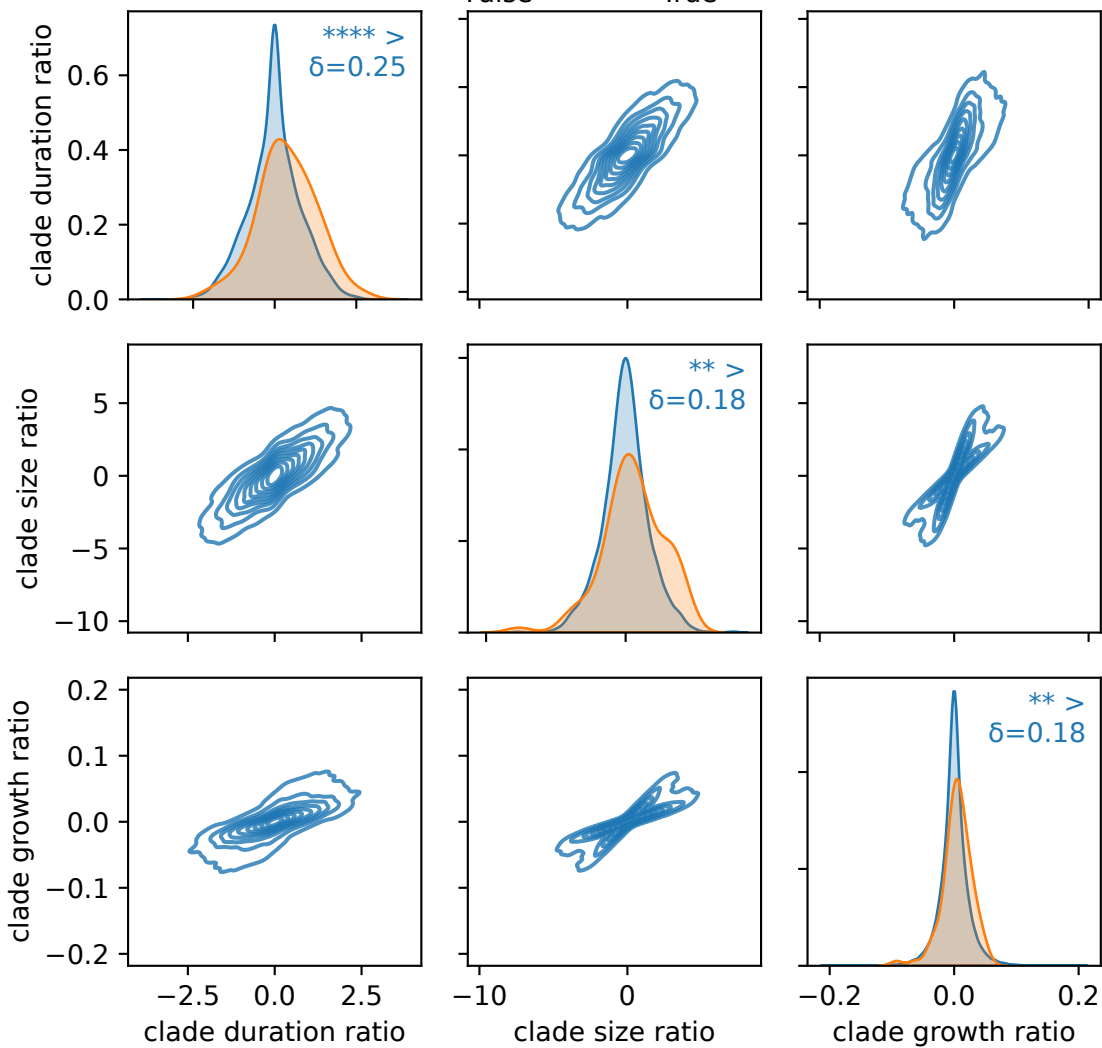 False True
clade duration ratio
0.6
0.4
0.2
0.0
**** >
δ=0.25
clade size ratio
5
0
−5
−10
** >
δ=0.18
clade growth ratio
0.2
0.1
0.0
−0.1
−0.2
** >
δ=0.18
−2.5 0.0 2.5
−10 0
−0.2 0.0 0.2
clade duration ratio
clade size ratio
clade growth ratio